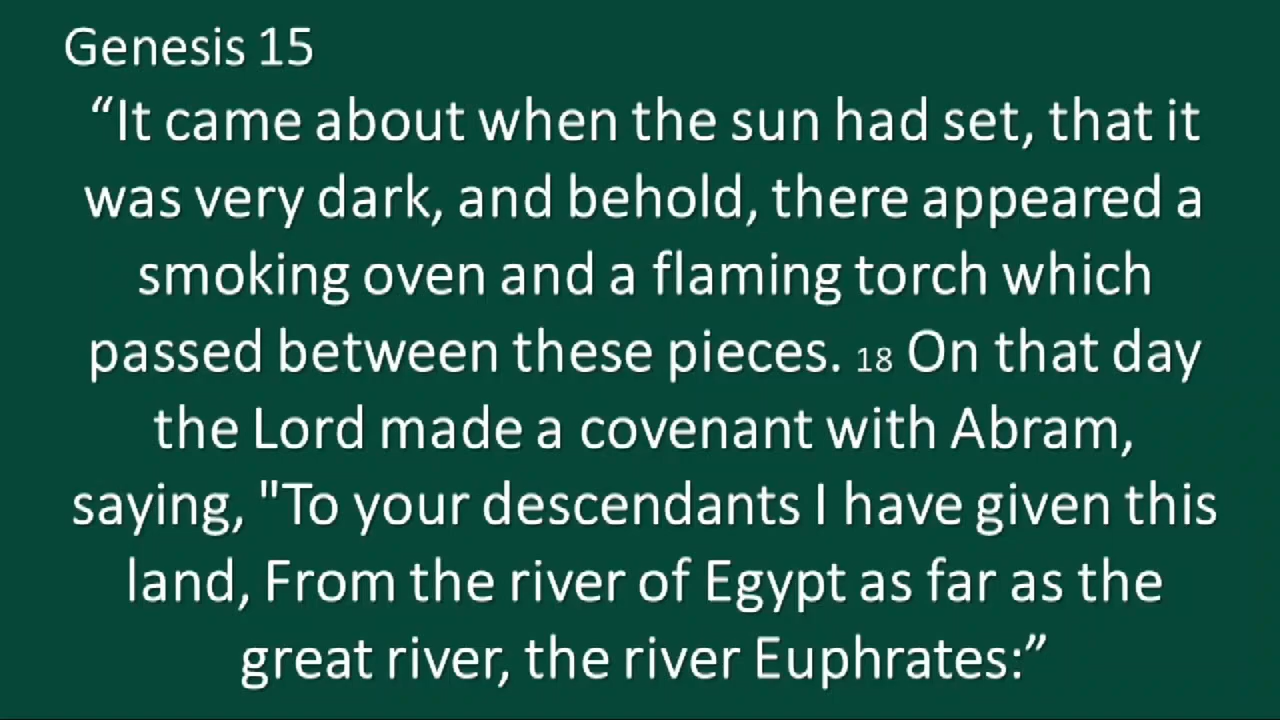 Genesis 15
“It came about when the sun had set, that it
was very dark, and behold, there appeared a
smoking oven and a flaming torch which
passed between these pieces. 18 On that day
the Lord made a covenant with Abram,
saying, "To your descendants I have given this
land, From the river of Egypt as far as the
great river, the river Euphrates:”